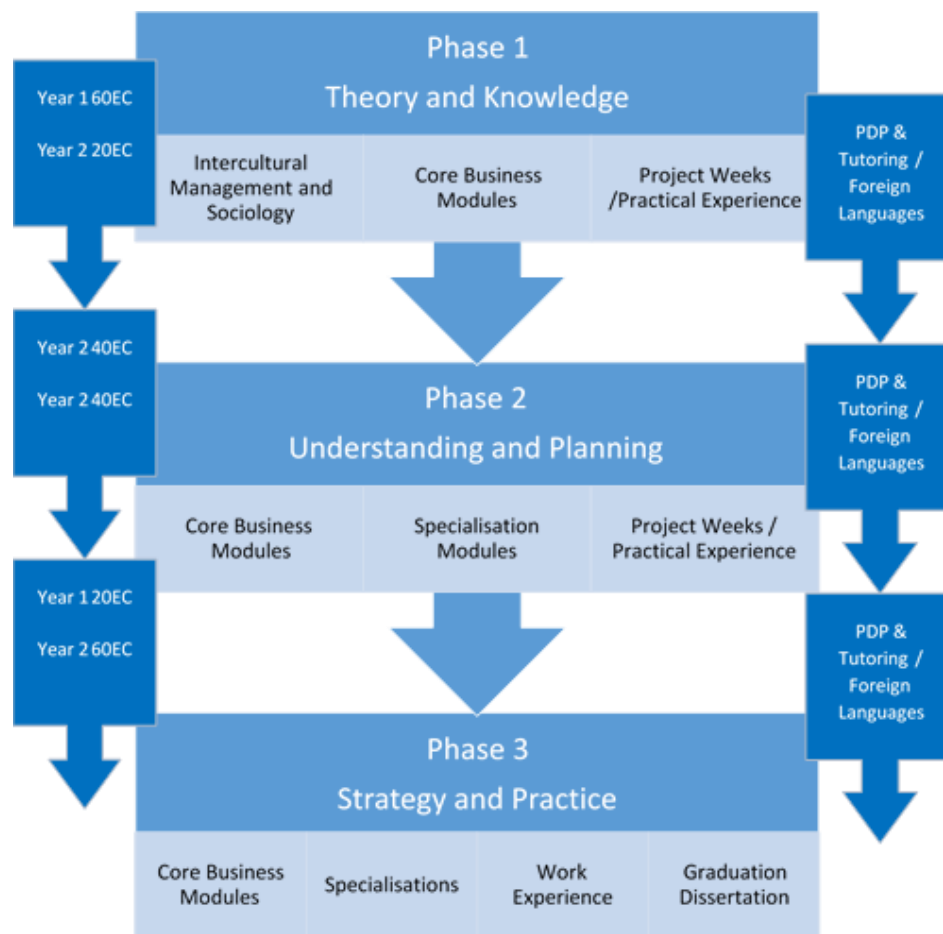 Phase 1
Theory and Knowledge
Year 1 60EC
Year 2 20EC
Intercultural
Management and
Sociology
Core Business
Modules
Project Weeks
/Practical Experience
PDP &
Tutoring /
Foreign
Languages
Year 2 40EC
Year 2 40EC
Phase 2
Understanding and Planning
PDP &
Tutoring /
Foreign
Languages
Core Business
Modules
Specialisation
Modules
Project Weeks /
Practical Experience
Year 1 20EC
Year 2 60EC
PDP &
Tutoring /
Foreign
Languages
Phase 3
Strategy and Practice
Core Business
Modules
Specialisations
Work
Experience
Graduation
Dissertation